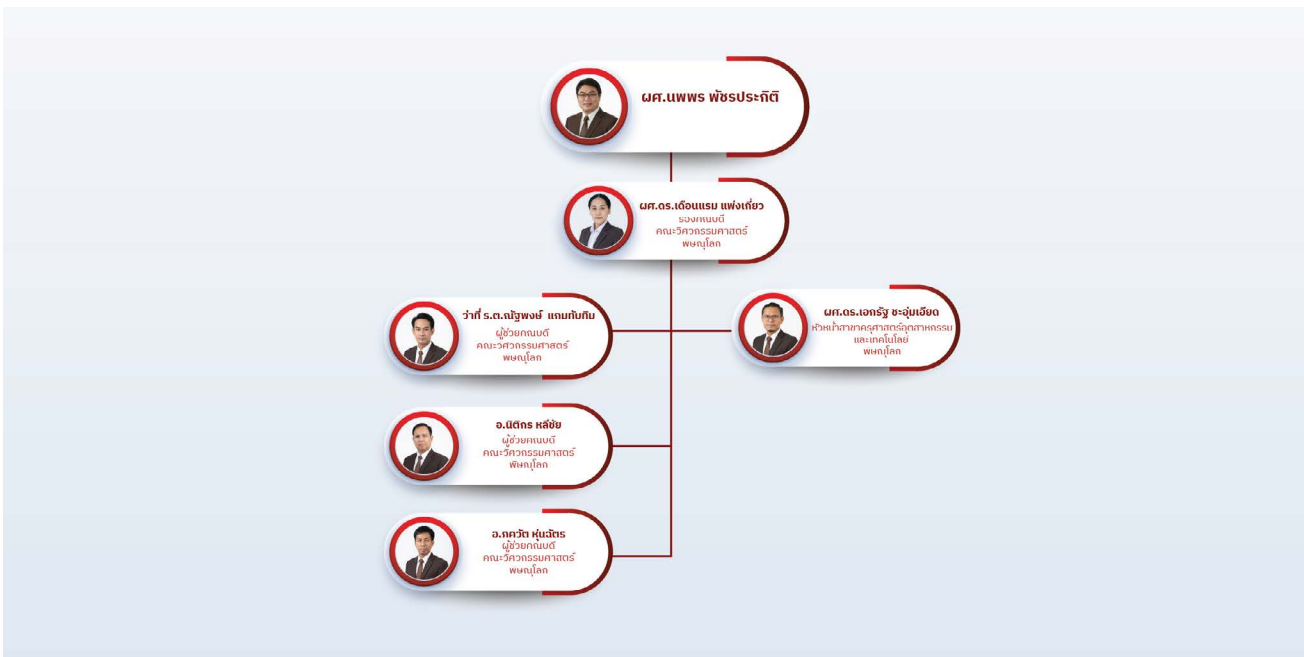 ผศ.นพพร พัชรประกิติ
ผศ.ดร.เดือนแรม แพ่งเกี่ยว
รองคณบดี
คณะวิศวกรรมศาสตร์
พิษณุโลก
ว่าที่ ร.ต.ณัฐพงษ์ แกมทับทิม
ผู้ช่วยคณบดี
คณะวิศวกรรมศาสตร์
พิษณุโลก
ผศ.ดร.เอกรัฐ ชะอุ่มเอียด
หัวหน้าสาขาครุศาสตร์อุตสาหกรรม
และเทคโนโลยี
พิษณุโลก
อ.นิติกร หลีชัย
ผู้ช่วยคณบดี
คณะวิศวกรรมศาสตร์
พิษณุโลก
อ.ภควัต หุ่นฉัตร
ผู้ช่วยคณบดี
คณะวิศวกรรมศาสตร์
พิษณุโลก